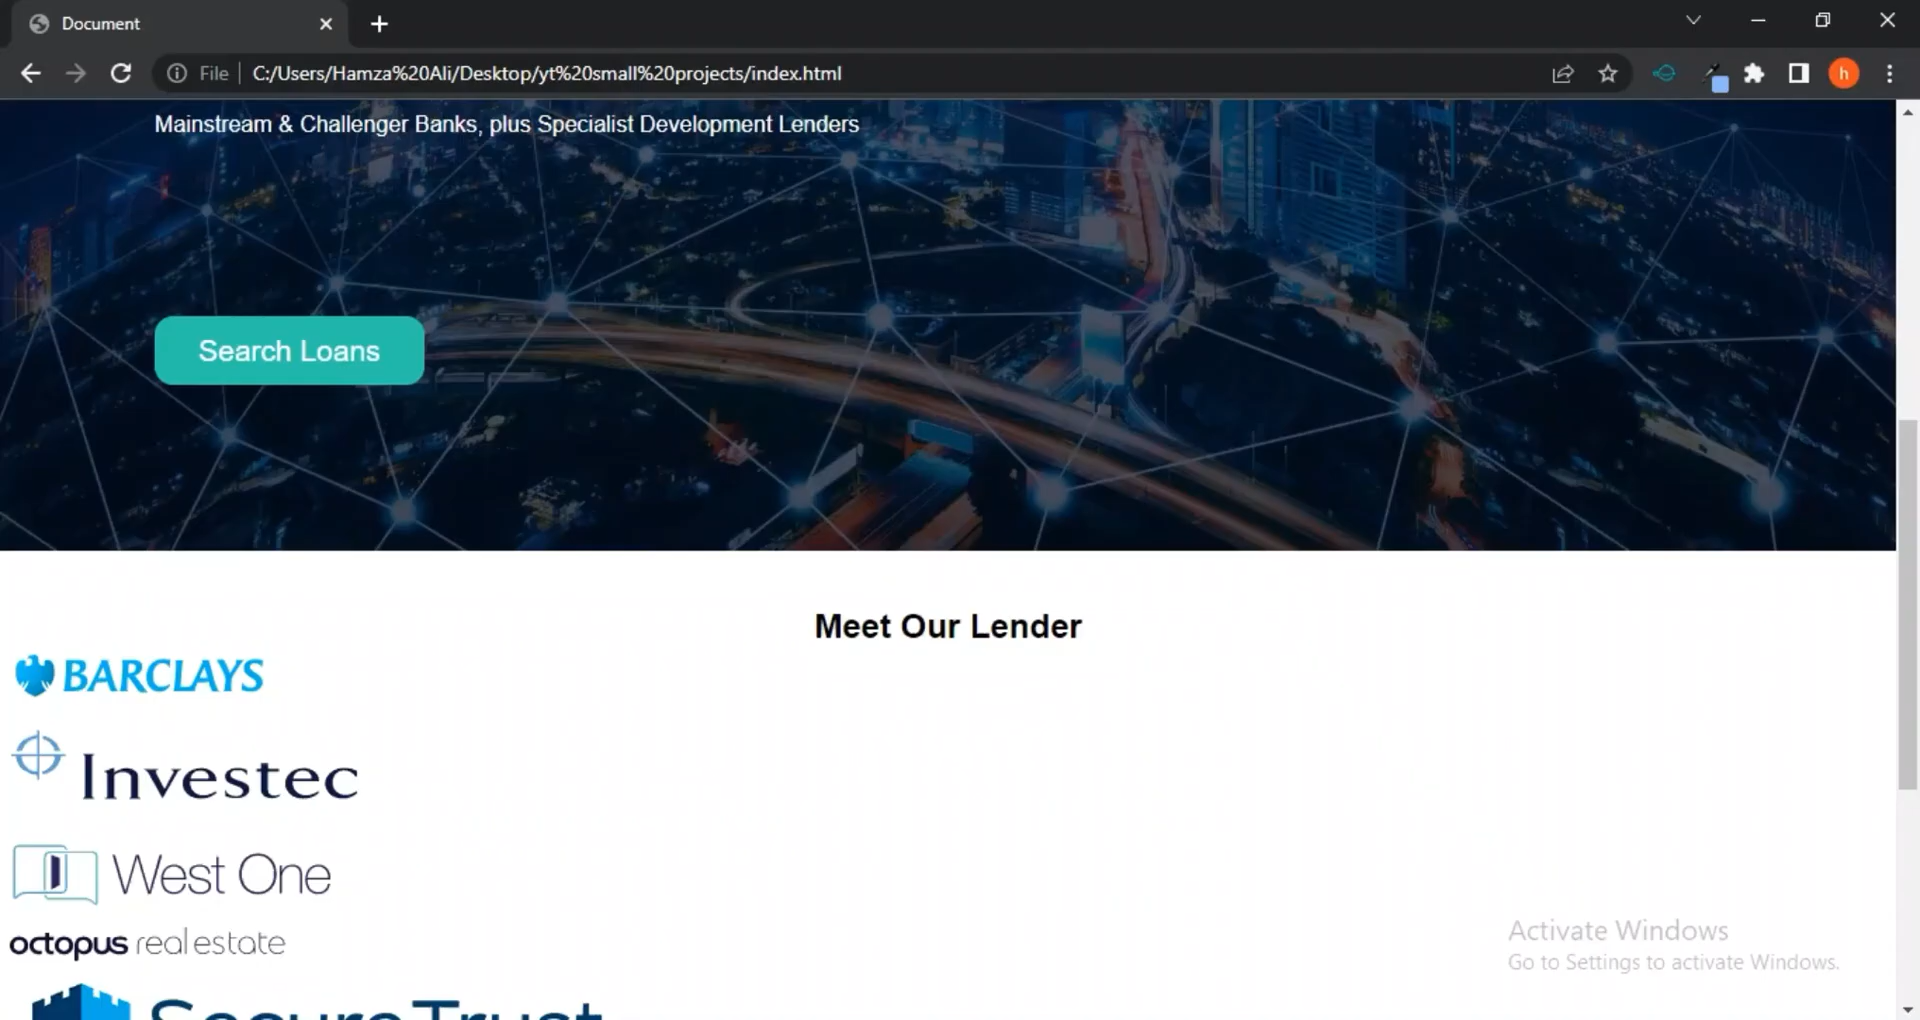 Document
File
C:/Users/Hamza%20Ali/Desktop/yt%20small%20projects/index.html
h
Mainstream & Challenger Banks, plus Specialist Development Lenders
Search Loans
Meet Our Lender
BARCLAYS
Investec
West One
octopus real estate
Secure Trust
Activate Windows
Go to Settings to activate Windows.